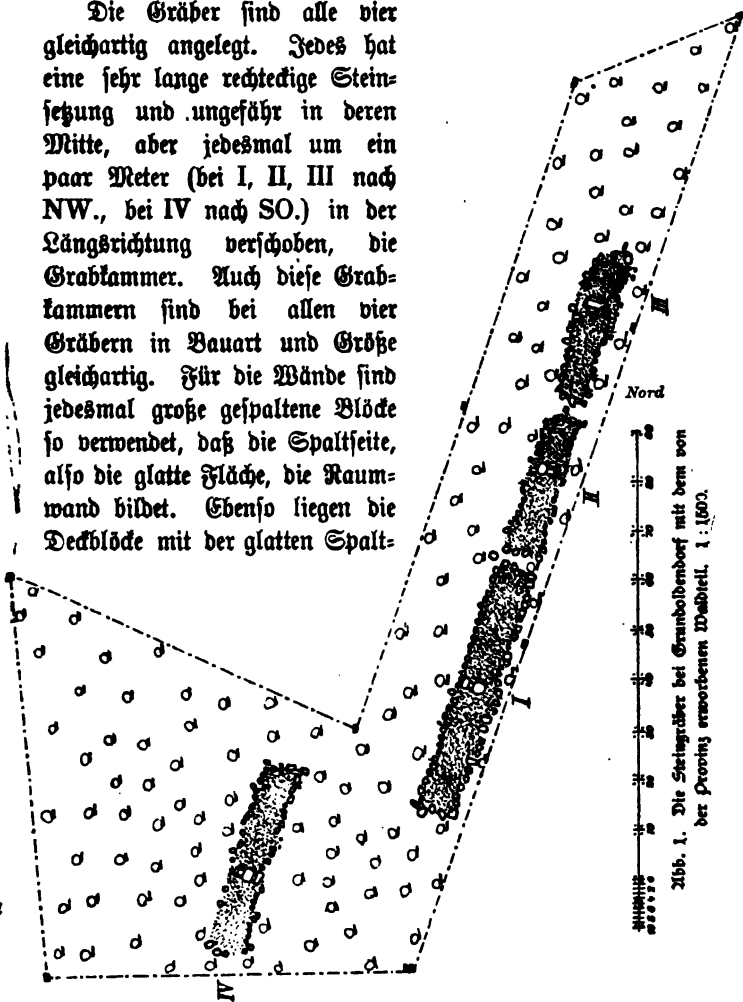 Die Gräber sind alle vier
gleichartig angelegt. Jedes hat
eine sehr lange rechteckige Stein=
setzung und ungefähr in deren
Mitte, aber jedesmal um ein
paar Meter (bei I, II, III nach
NW., bei IV nach SO.) in der
Längsrichtung verschoben, die
Grabkammer. Auch diese Grab=
kammern sind bei allen vier
Gräbern in Bauart und Größe
gleichartig. Für die Wände sind
jedesmal große gespaltene Blöcke
so verwendet, daß die Spaltseite,
also die glatte Fläche, die Raum=
wand bildet. Ebenso liegen die
Deckblöcke mit der glatten Spalt=
III
Nord
II
I
IV
Abb. 1. Die Steingräber bei Grundoldendorf mit dem von
der Provinz erworbenen Waldteil. 1 : 1500.